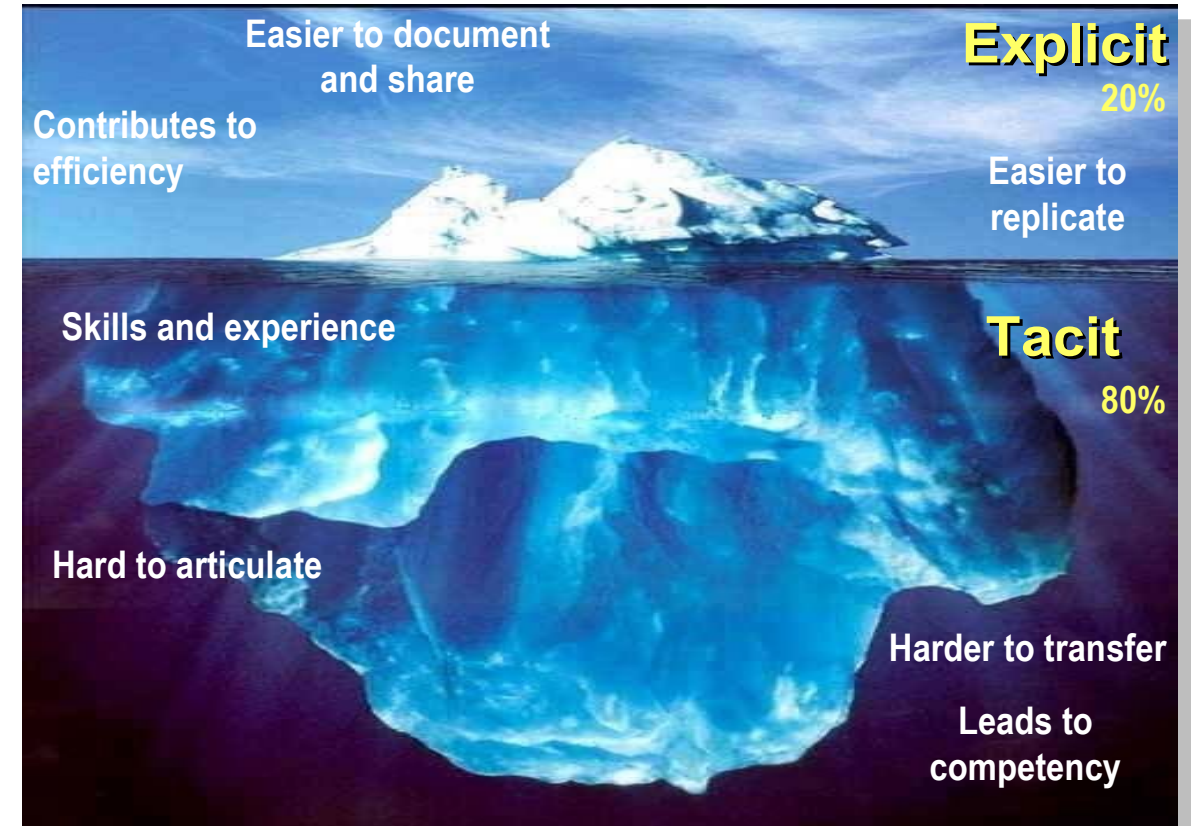 Easier to document
and share
Explicit
20%
Contributes to
efficiency
Easier to
replicate
Skills and experience
Tacit
80%
Hard to articulate
Harder to transfer
Leads to
competency